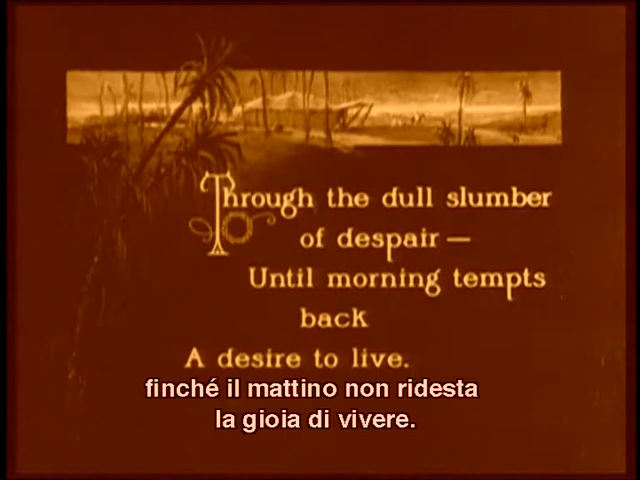 Through the dull slumber
of despair —
Until morning tempts
back
A desire to live.
finché il mattino non ridesta
la gioia di vivere.